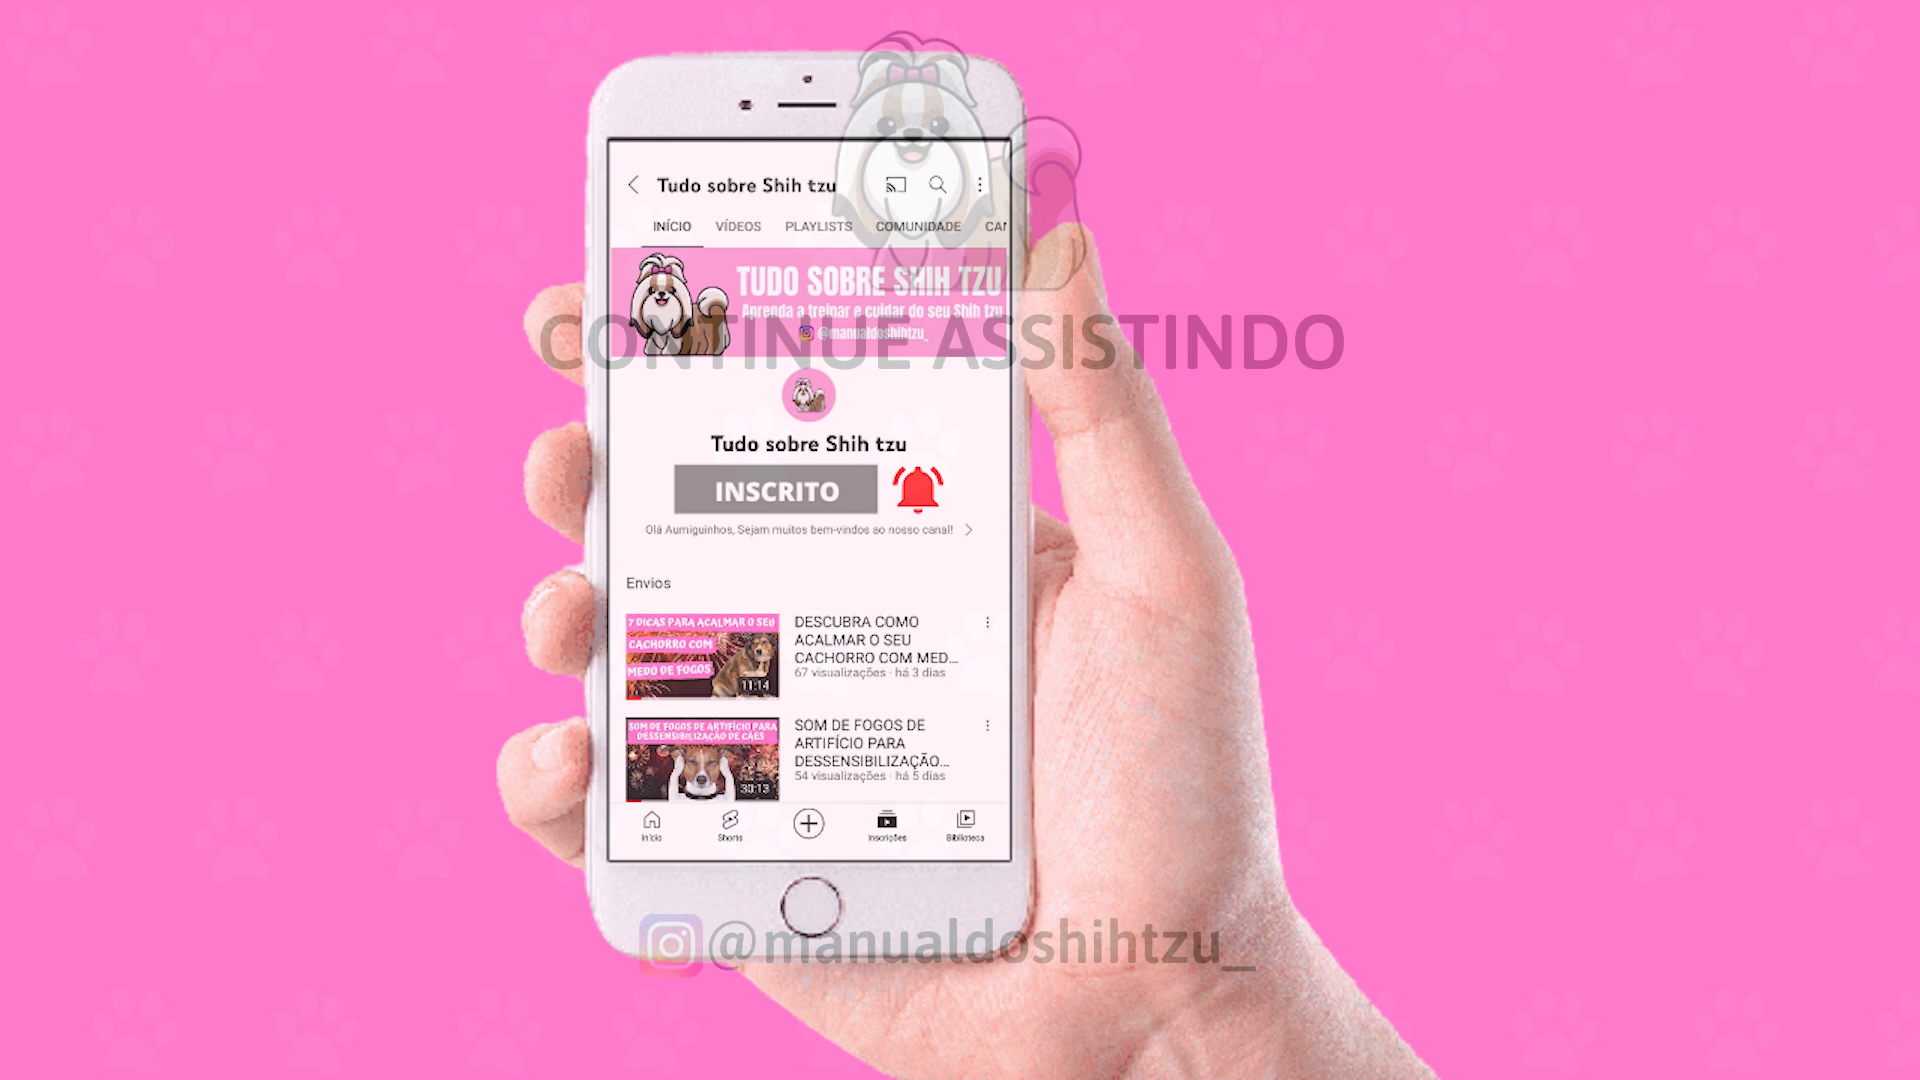 Tudo sobre Shih tzu
INÍCIO VÍDEOS PLAYLISTS COMUNIDADE CAN
TUDO SOBRE SHIH TZU
Aprenda a treinar e cuidar do seu Shih tzu
@manualdoshihtzu_
CONTINUE ASSISTINDO
Tudo sobre Shih tzu
INSCRITO
Olá Aumiguinhos, Sejam muitos bem-vindos ao nosso canal!
Envios
7 DICAS PARA ACALMAR O SEU
CACHORRO COM
MEDO DE FOGOS
11:14
DESCUBRA COMO
ACALMAR O SEU
CACHORRO COM MED...
67 visualizações · há 3 dias
SOM DE FOGOS DE ARTIFÍCIO PARA
DESSENSIBILIZAÇÃO DE CÃES
30:13
SOM DE FOGOS DE
ARTIFÍCIO PARA
DESSENSIBILIZAÇÃO...
54 visualizações · há 5 dias
Início Shorts Inscrições Biblioteca
@manualdoshihtzu_